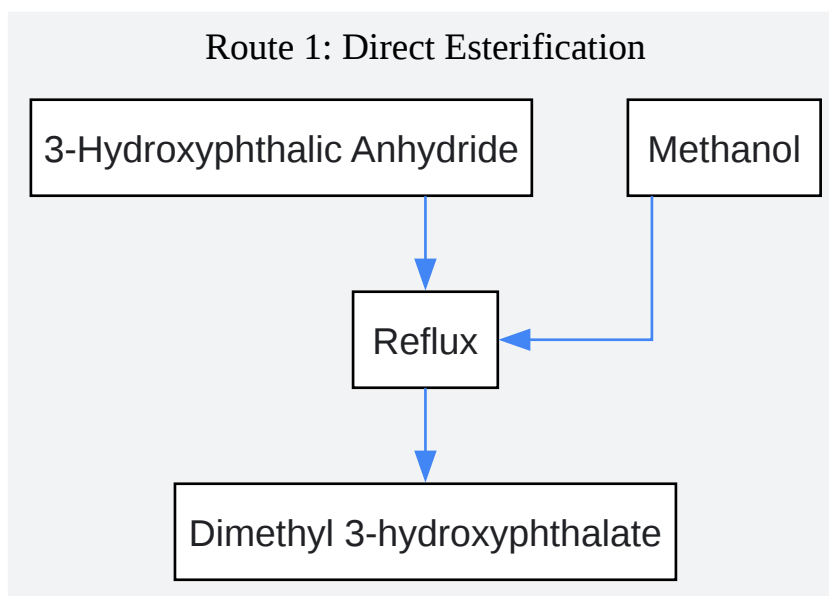 Route 1: Direct Esterification
3-Hydroxyphthalic Anhydride
Methanol
Reflux
Dimethyl 3-hydroxyphthalate